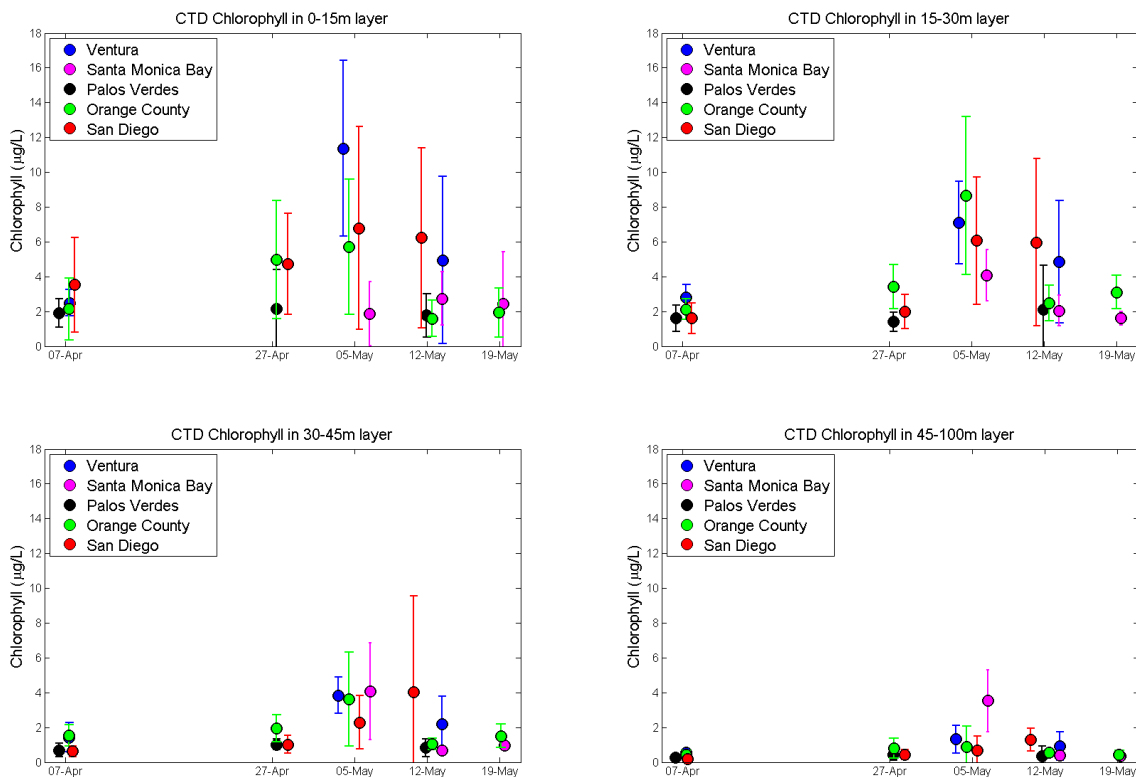 CTD Chlorophyll in 0-15m layer
Chlorophyll (μg/L)
18
16
14
12
10
8
6
4
2
0
Ventura
Santa Monica Bay
Palos Verdes
Orange County
San Diego
07-Apr 27-Apr 05-May 12-May 19-May
CTD Chlorophyll in 15-30m layer
Chlorophyll (μg/L)
18
16
14
12
10
8
6
4
2
0
Ventura
Santa Monica Bay
Palos Verdes
Orange County
San Diego
07-Apr 27-Apr 05-May 12-May 19-May
CTD Chlorophyll in 30-45m layer
Chlorophyll (μg/L)
18
16
14
12
10
8
6
4
2
0
Ventura
Santa Monica Bay
Palos Verdes
Orange County
San Diego
07-Apr 27-Apr 05-May 12-May 19-May
CTD Chlorophyll in 45-100m layer
Chlorophyll (μg/L)
18
16
14
12
10
8
6
4
2
0
Ventura
Santa Monica Bay
Palos Verdes
Orange County
San Diego
07-Apr 27-Apr 05-May 12-May 19-May